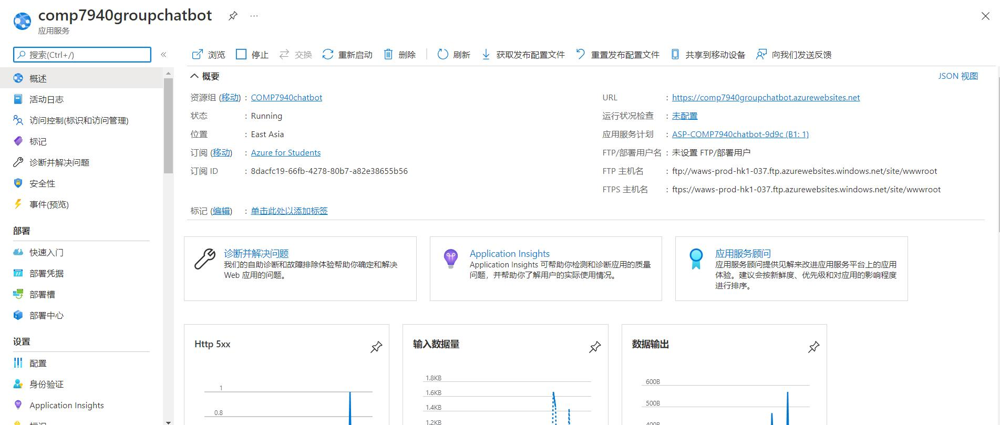 comp7940groupchatbot
应用服务
搜索(Ctrl+/)
概述
活动日志
访问控制(标识和访问管理)
标记
诊断并解决问题
安全性
事件(预览)
部署
快速入门
部署凭据
部署槽
部署中心
设置
配置
身份验证
Application Insights
浏览 停止 交换 重新启动 删除 刷新 获取发布配置文件 重置发布配置文件 共享到移动设备 向我们发送反馈
概要
JSON 视图
资源组 (移动) : COMP7940chatbot
状态 : Running
位置 : East Asia
订阅 (移动) : Azure for Students
订阅 ID : 8dacfc19-66fb-4278-80b7-a82e38655b56
URL : https://comp7940groupchatbot.azurewebsites.net
运行状况检查 : 未配置
应用服务计划 : ASP-COMP7940chatbot-9d9c (B1: 1)
FTP/部署用户名 : 未设置 FTP/部署用户
FTP 主机名 : ftp://waws-prod-hk1-037.ftp.azurewebsites.windows.net/site/wwwroot
FTPS 主机名 : ftps://waws-prod-hk1-037.ftp.azurewebsites.windows.net/site/wwwroot
标记 (编辑) : 单击此处以添加标签
诊断并解决问题
我们的自助诊断和故障排除体验帮助你确定和解决
Web 应用的问题。
Application Insights
Application Insights 可帮助你检测和诊断应用的质量
问题，并帮助你了解用户的实际使用情况。
应用服务顾问
应用服务顾问提供见解来改进应用服务平台上的应用
体验。建议会按新鲜度、优先级和对应用的影响程度
进行排序。
Http 5xx
1
0.8
输入数据量
1.8KB
1.6KB
1.4KB
1.2KB
数据输出
600B
500B
400B